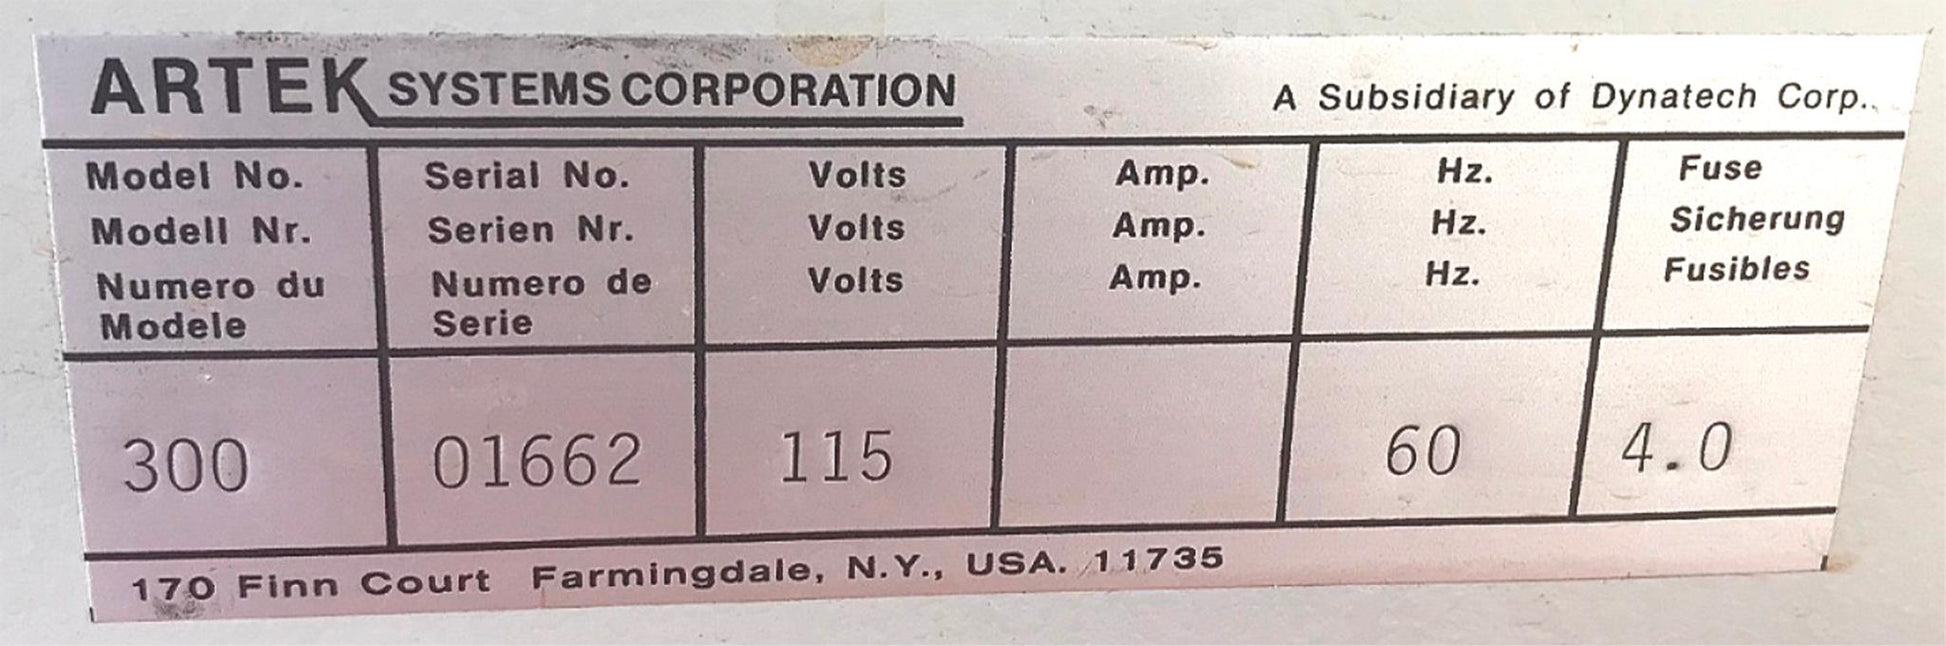 ARTEK SYSTEMS CORPORATION A Subsidiary of Dynatech Corp..
Model No. Serial No. Volts Amp. Hz. Fuse
Modell Nr. Serien Nr. Volts Amp. Hz. Sicherung
Numero du Numero de Volts Amp. Hz. Fusibles
Modele Serie
300 01662 115 60 4.0
170 Finn Court Farmingdale, N.Y., USA. 11735